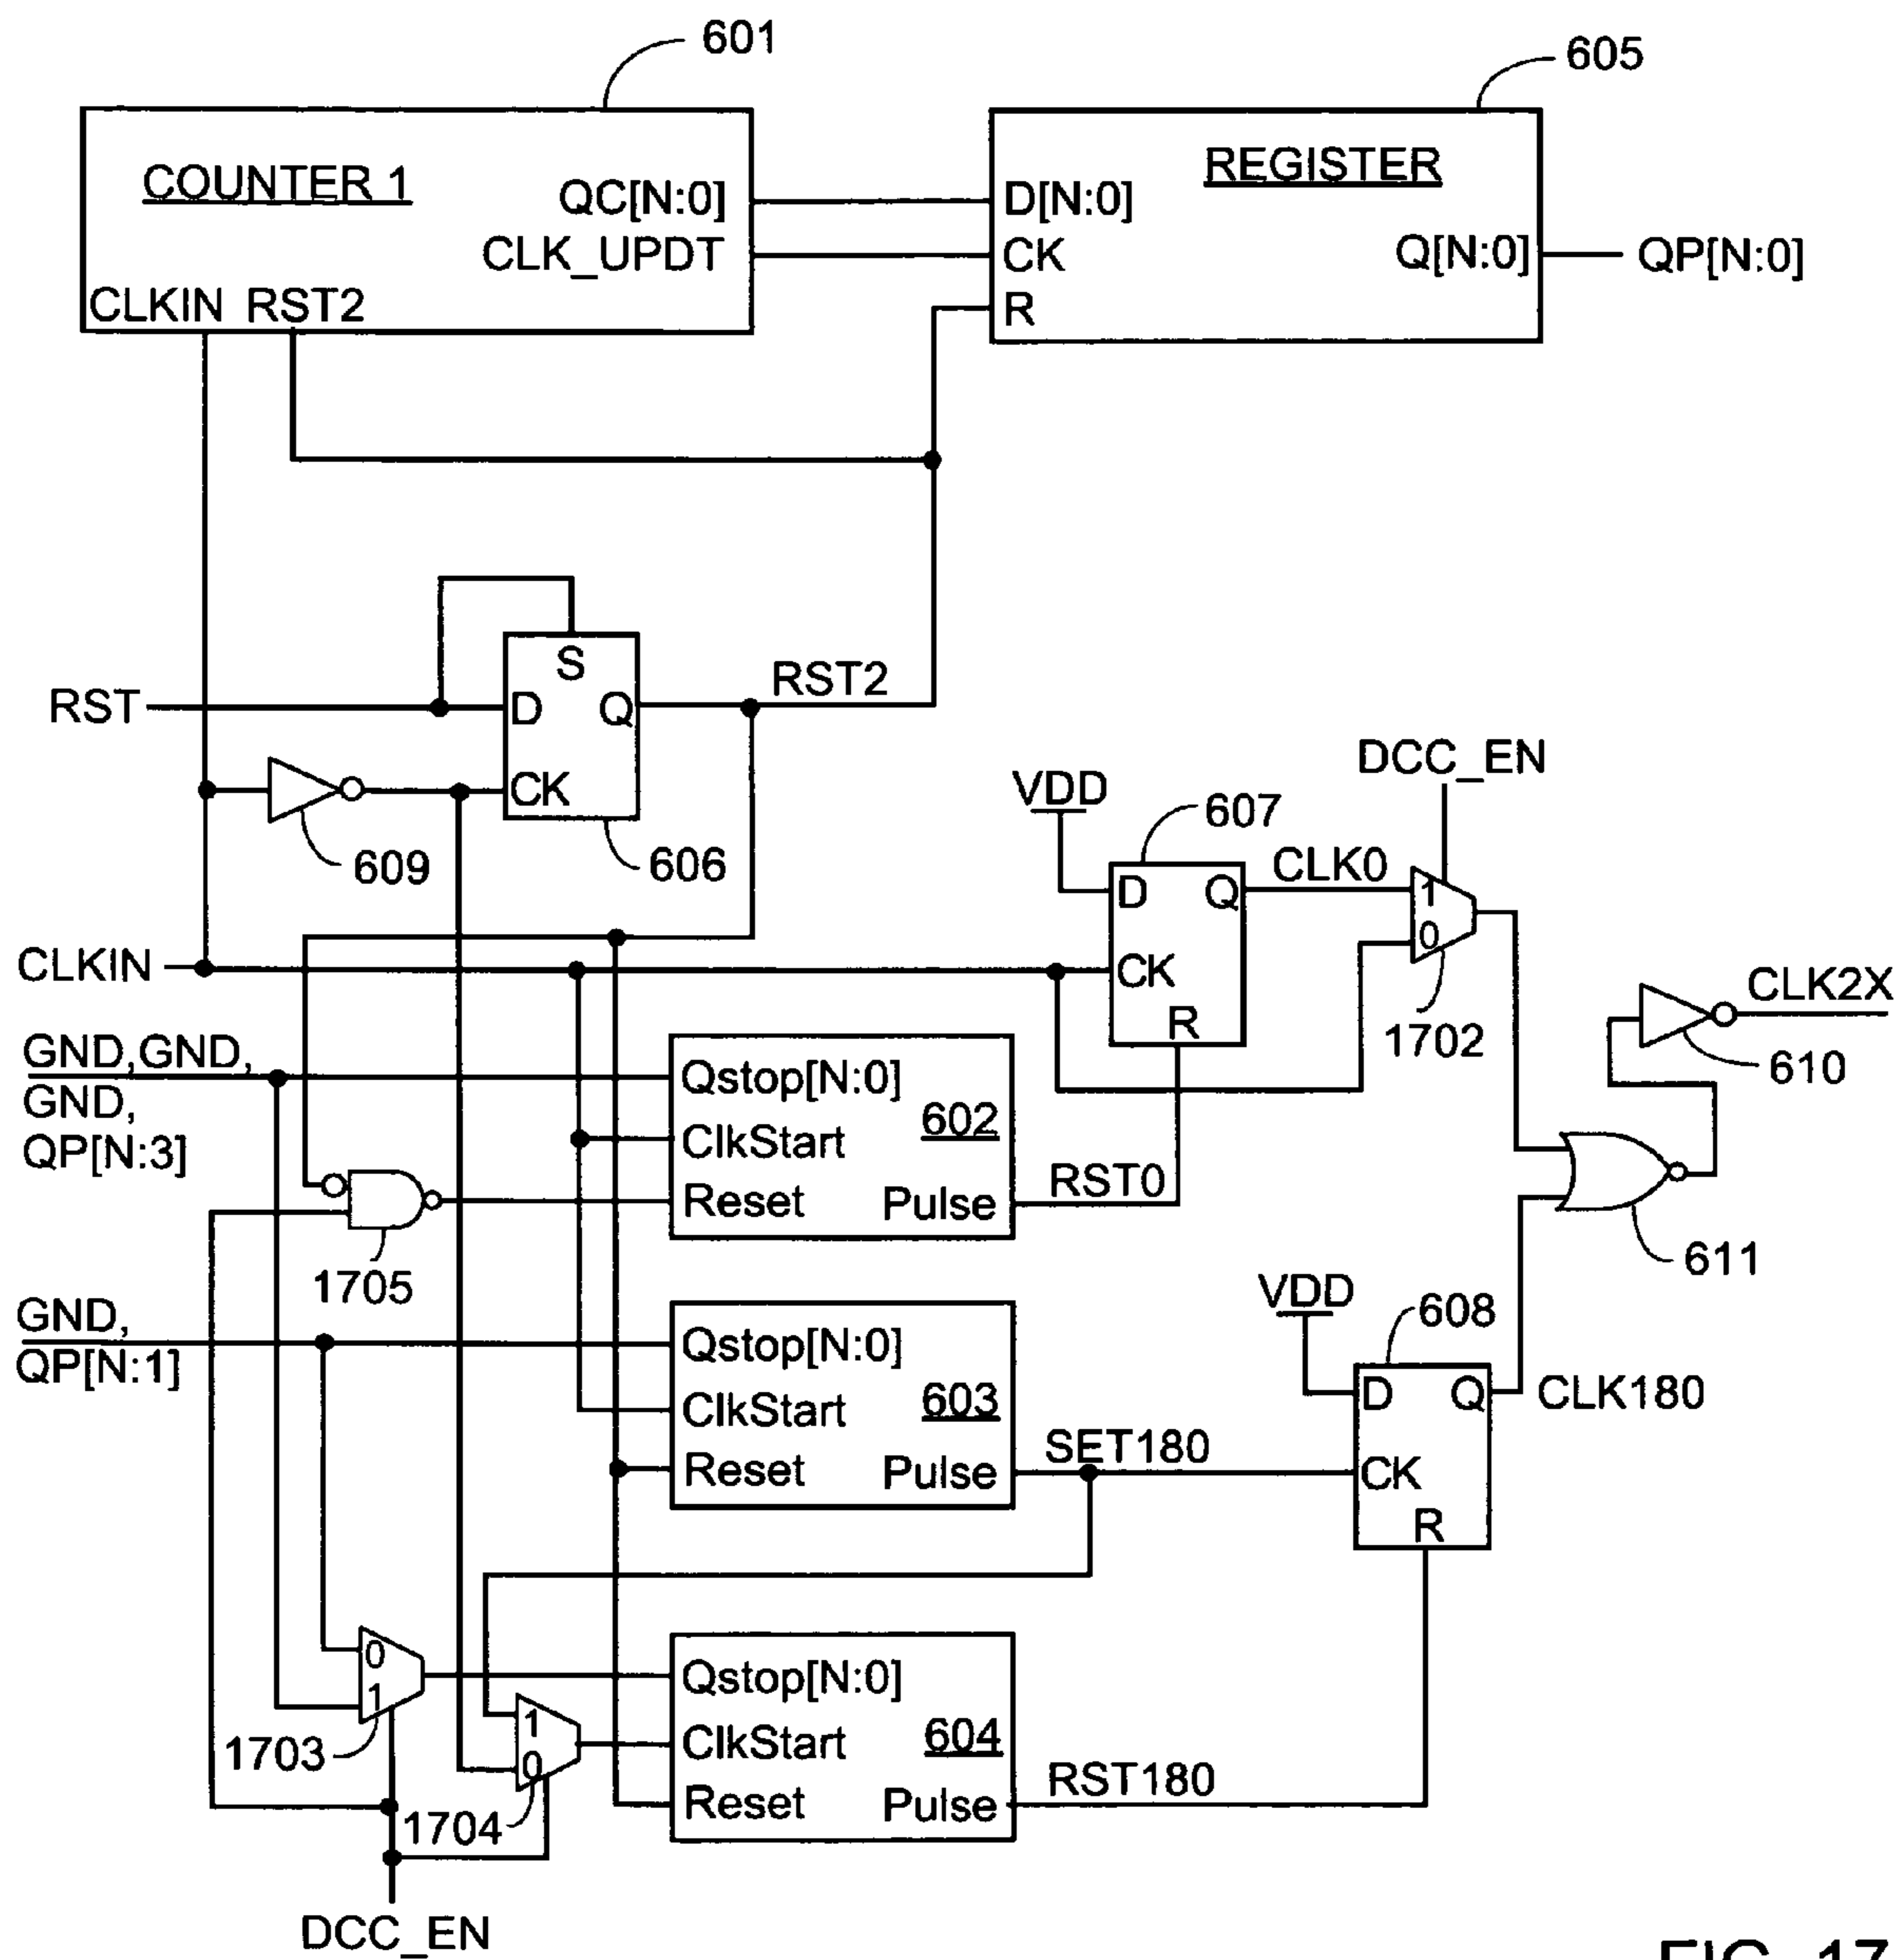 601
605
COUNTER 1
QC[N:0]
CLK_UPDT
CLKIN RST2
REGISTER
D[N:0]
CK
R
Q[N:0]
QP[N:0]
RST
S
D
Q
CK
RST2
609
606
VDD
607
DCC_EN
D
Q
CK
R
CLK0
1
0
1702
CLK2X
610
CLKIN
GND,GND,
GND,
QP[N:3]
Qstop[N:0]
602
ClkStart
Reset
Pulse
RST0
1705
611
GND,
QP[N:1]
Qstop[N:0]
603
ClkStart
Reset
Pulse
SET180
VDD
608
D
Q
CK
R
CLK180
0
1
1703
1
0
1704
Qstop[N:0]
604
ClkStart
Reset
Pulse
RST180
DCC_EN
FIG. 17